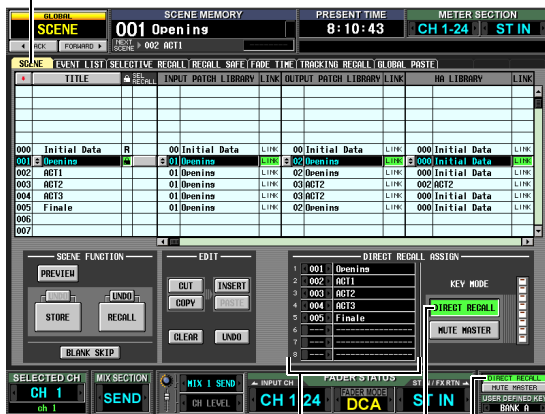 GLOBAL
SCENE
SCENE MEMORY
001 Opening
PRESENT TIME
8:10:43
METER SECTION
CH 1-24 ST IN
ACK FORWARD
NEXT SCENE 002 ACT1
SCENE EVENT LIST SELECTIVE RECALL RECALL SAFE FADE TIME TRACKING RECALL GLOBAL PASTE
TITLE SEL RECALL INPUT PATCH LIBRARY LINK OUTPUT PATCH LIBRARY LINK HA LIBRARY LINK
000 Initial Data R 00 Initial Data LINK 00 Initial Data LINK 000 Initial Data LINK
001 Opening 01 Opening LINK 02 Opening LINK 000 Initial Data LINK
002 ACT1 01 Opening LINK 02 Opening LINK 000 Initial Data LINK
003 ACT2 01 Opening LINK 03 ACT2 LINK 002 ACT2 LINK
004 ACT3 01 Opening LINK 02 Opening LINK 000 Initial Data LINK
005 Finale 01 Opening LINK 02 Opening LINK 000 Initial Data LINK
006
007
SCENE FUNCTION
EDIT
DIRECT RECALL ASSIGN
PREVIEW
UNDO
STORE
UNDO
RECALL
BLANK SKIP
CUT INSERT
COPY PASTE
CLEAR UNDO
1 001 Opening
2 002 ACT1
3 003 ACT2
4 004 ACT3
5 005 Finale
6 ---
7 ---
8 ---
KEY MODE
DIRECT RECALL
MUTE MASTER
SELECTED CH
CH 1
ch 1
MIX SECTION
SEND
MIX 1 SEND
CH LEVEL
INPUT CH
CH 1 24
FADER STATUS
FADER MODE
DCA
ST IN / FX RTN
ST IN
DIRECT RECALL
MUTE MASTER
USER DEFINED KEY
BANK A